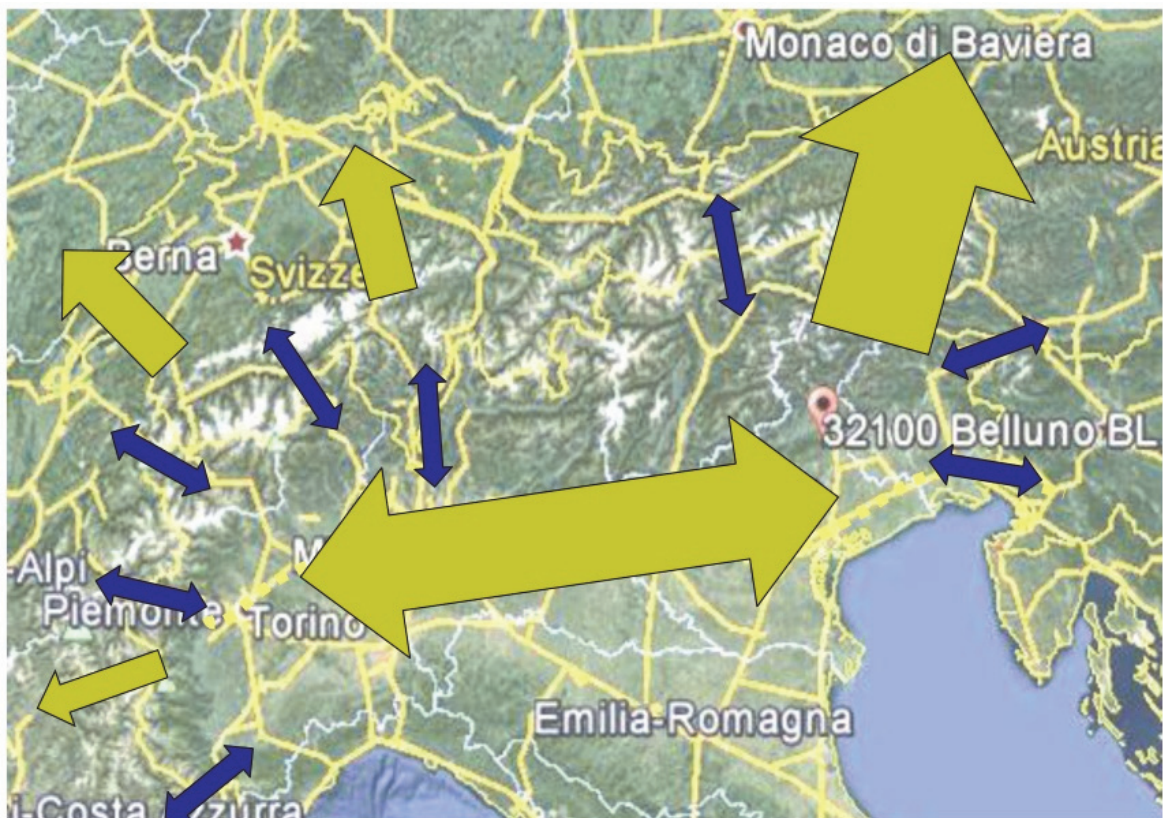 Monaco di Baviera
Austria
Berna
Svizze
32100 Belluno BL
M
-Alpi
Piemonte
Torino
Emilia-Romagna
i-Costa Azzurra